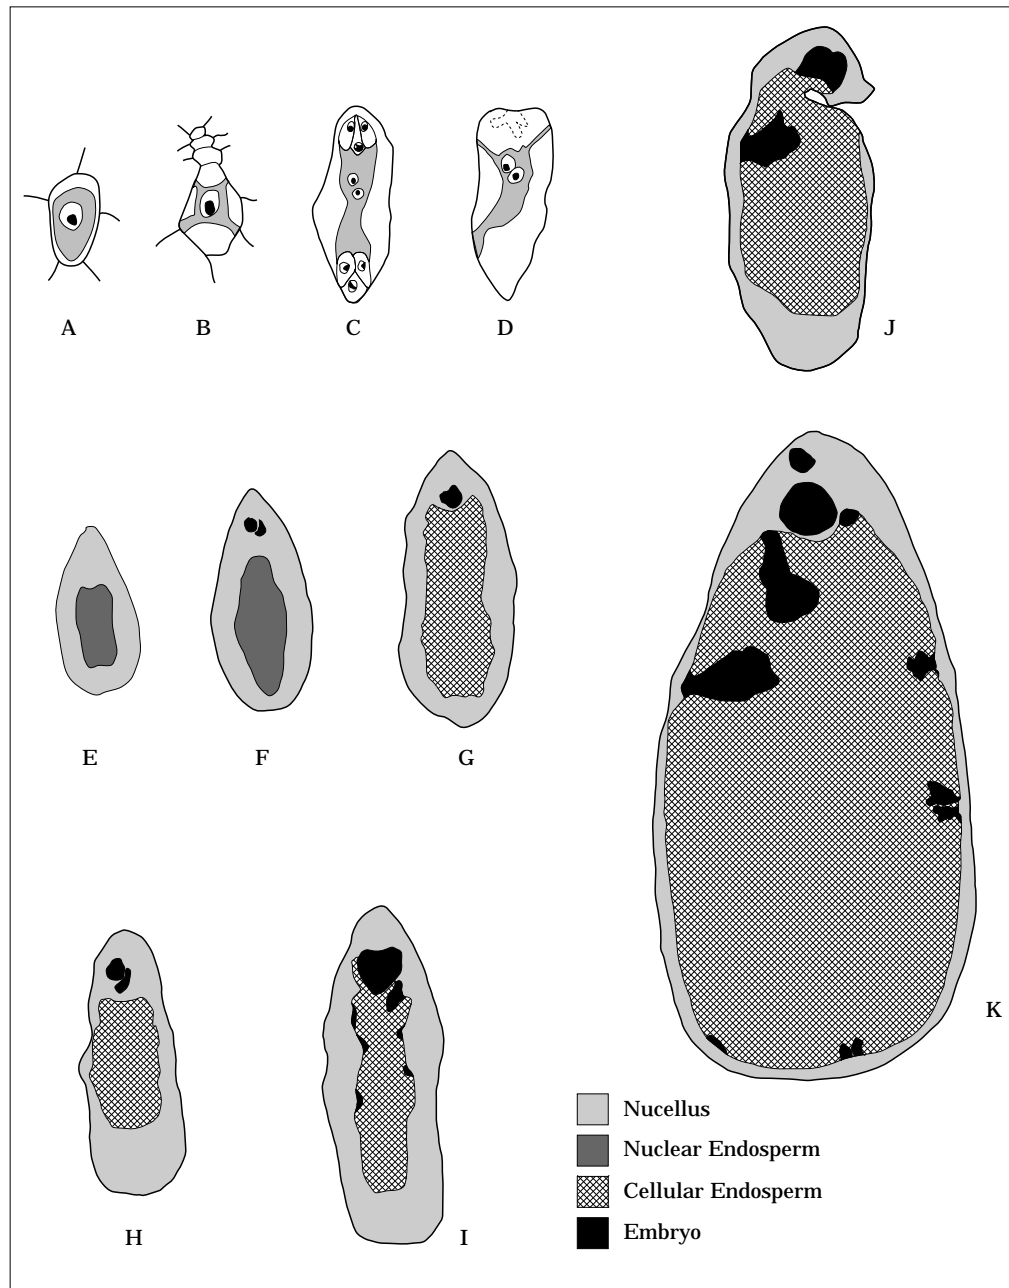 A
B
C
D
J
E
F
G
K
H
I
Nucellus
Nuclear Endosperm
Cellular Endosperm
Embryo